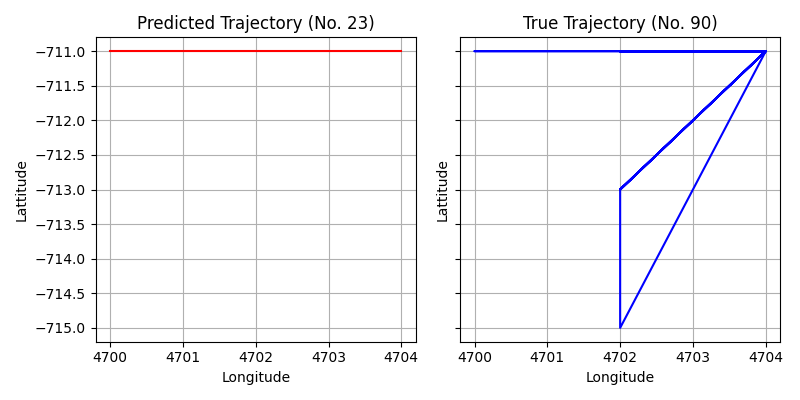 Predicted Trajectory (No. 23)
True Trajectory (No. 90)
−711.0
−711.5
−712.0
−712.5
−713.0
−713.5
−714.0
−714.5
−715.0
Lattitude
Lattitude
4700 4701 4702 4703 4704
4700 4701 4702 4703 4704
Longitude
Longitude